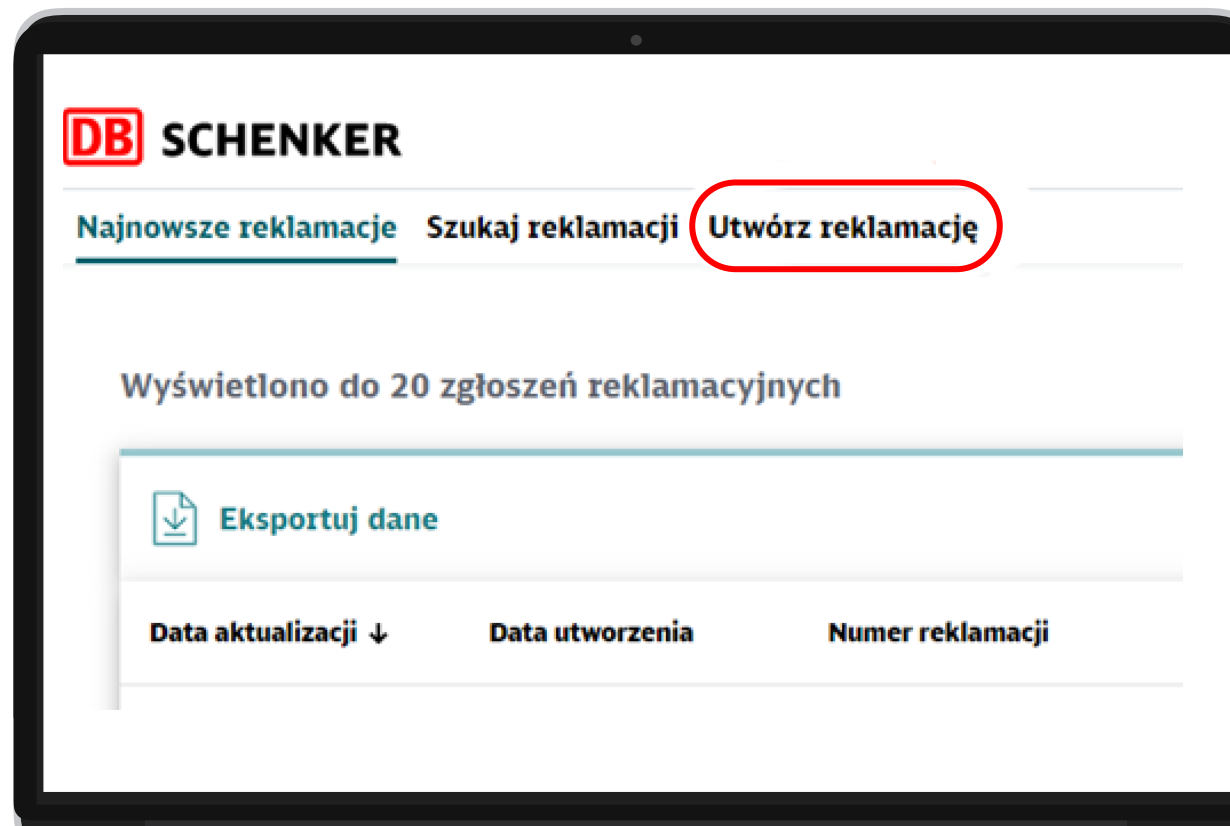 DB SCHENKER
Najnowsze reklamacje Szukaj reklamacji Utwórz reklamację
Wyświetlono do 20 zgłoszeń reklamacyjnych
Eksportuj dane
Data aktualizacji ↓ Data utworzenia Numer reklamacji